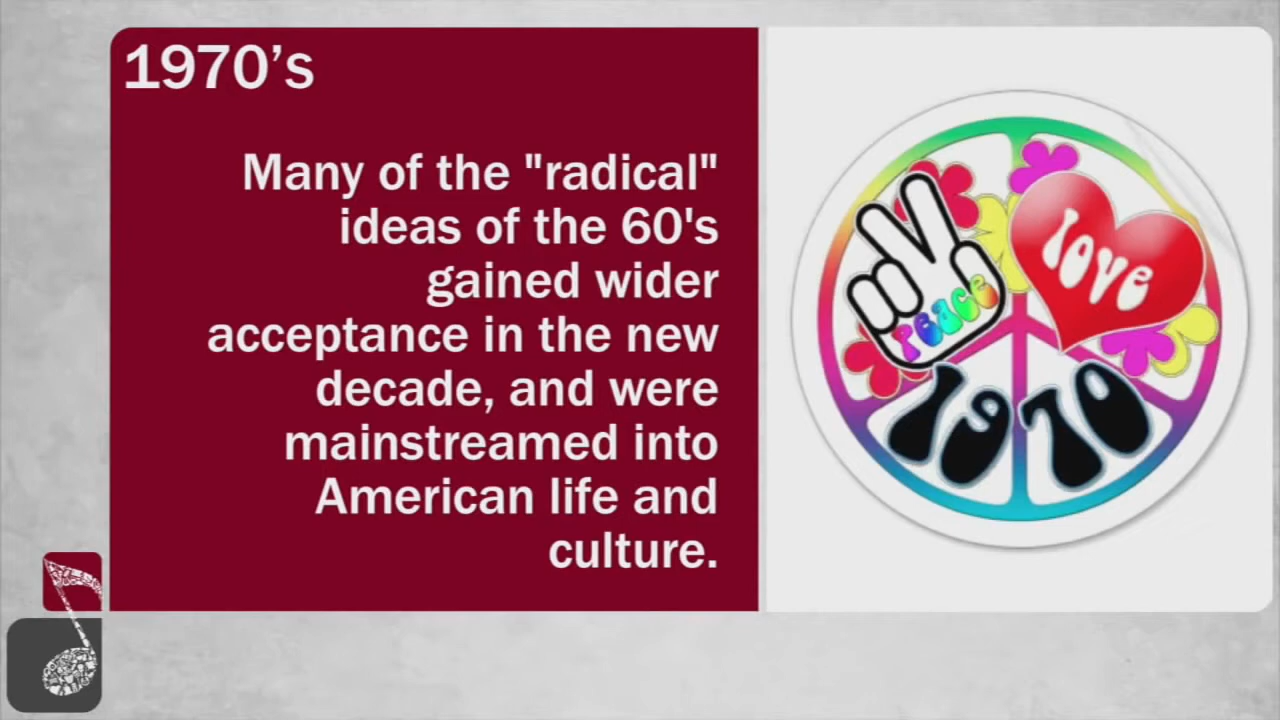 1970’s
Many of the "radical"
ideas of the 60's
gained wider
acceptance in the new
decade, and were
mainstreamed into
American life and
culture.
Peace
love
1970